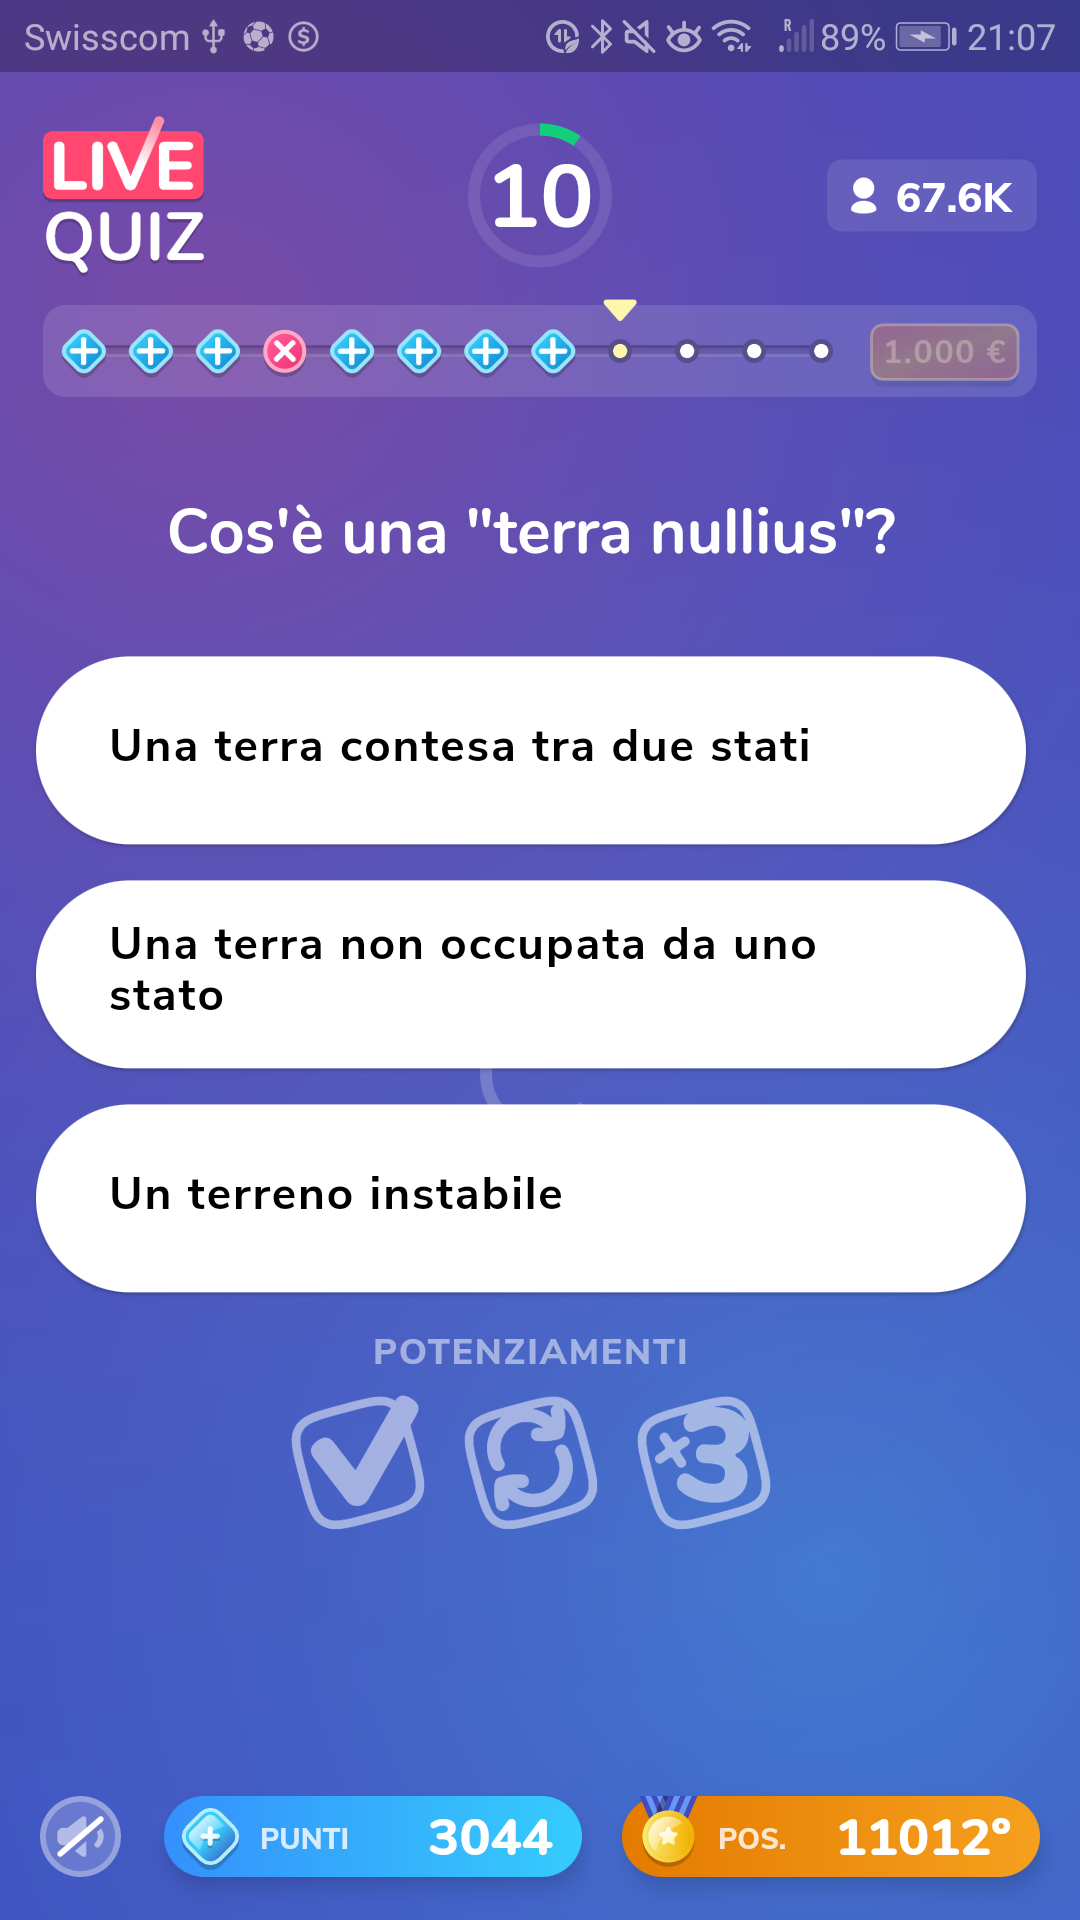 Swisscom 89% 21:07
LIVE
QUIZ
10
67.6K
1.000 €
Cos'è una "terra nullius"?
Una terra contesa tra due stati
Una terra non occupata da uno
stato
Un terreno instabile
POTENZIAMENTI
×3
PUNTI 3044
POS. 11012°